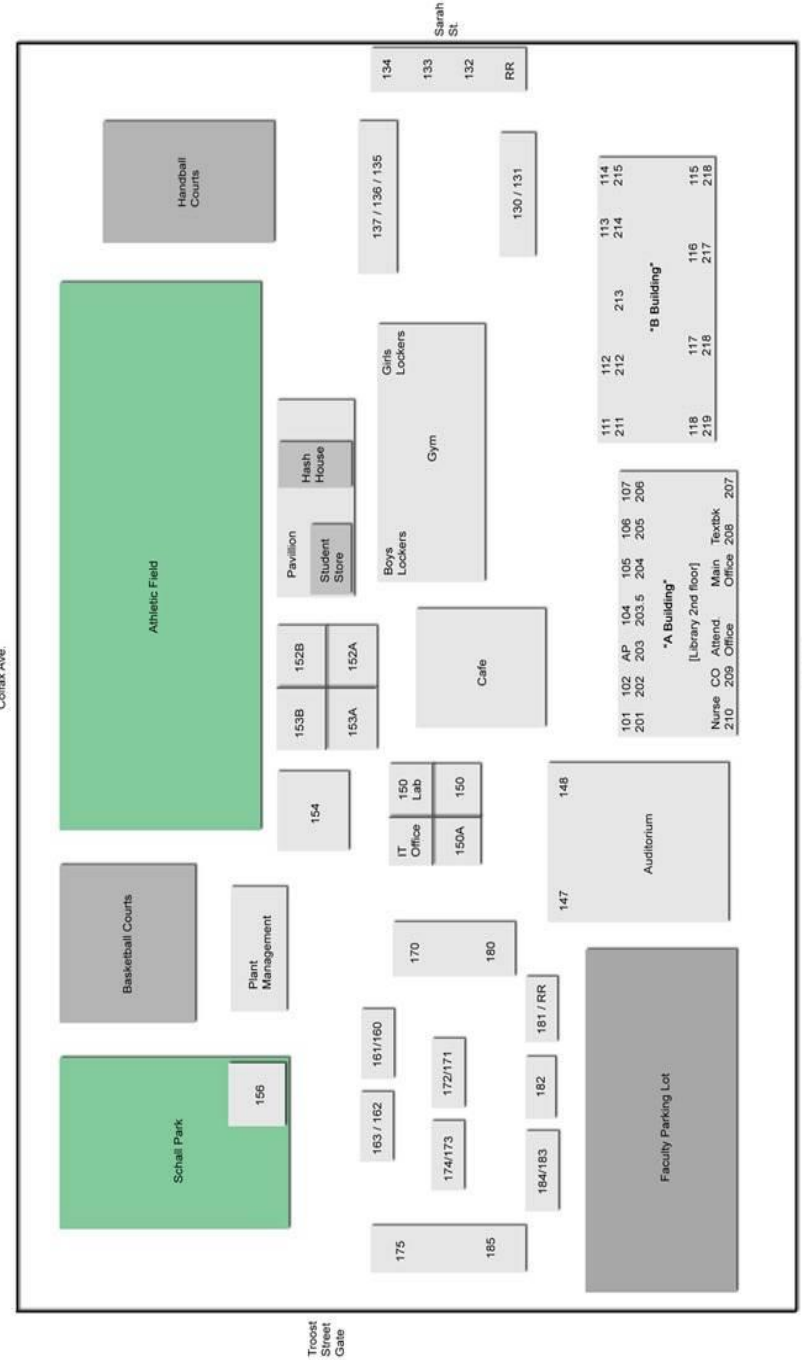 Colfax Ave.
Schall Park
156
Basketball Courts
Plant
Management
Athletic Field
Handball
Courts
154
153B
152B
153A
152A
Pavillion
Student
Store
Hash
House
Troost
Street
Gate
Sarah
St.
175
185
163 / 162
161/160
174/173
172/171
184/183
182
181 / RR
170
180
IT
Office
150
Lab
150A
150
Cafe
Boys
Lockers
Girls
Lockers
Gym
137 / 136 / 135
130 / 131
134
133
132
RR
Faculty Parking Lot
147
148
Auditorium
101 102 AP 104 105 106 107
201 202 203 203.5 204 205 206
"A Building"
[Library 2nd floor]
Nurse CO Attend. Main Textbk
210 209 Office Office 208 207
111 112 113 114
211 212 213 214 215
"B Building"
118 117 116 115
219 218 217 218